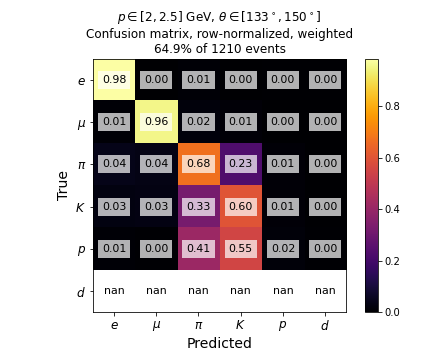 p ∈ [2, 2.5] GeV, θ ∈ [133°, 150°]
Confusion matrix, row-normalized, weighted
64.9% of 1210 events
True
e 0.98 0.00 0.01 0.00 0.00 0.00
μ 0.01 0.96 0.02 0.01 0.00 0.00
π 0.04 0.04 0.68 0.23 0.01 0.00
K 0.03 0.03 0.33 0.60 0.01 0.00
p 0.01 0.00 0.41 0.55 0.02 0.00
d nan nan nan nan nan nan
e μ π K p d
Predicted
0.8
0.6
0.4
0.2
0.0